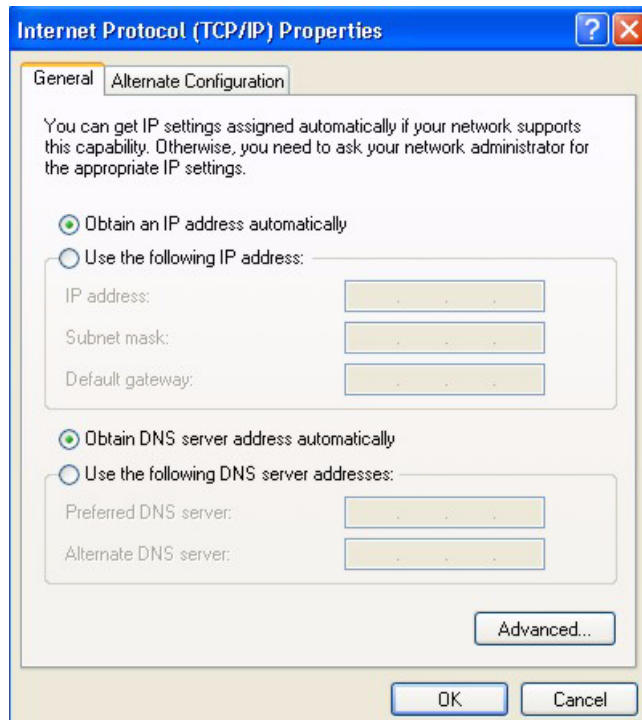 Internet Protocol (TCP/IP) Properties
General
Alternate Configuration
You can get IP settings assigned automatically if your network supports
this capability. Otherwise, you need to ask your network administrator for
the appropriate IP settings.
Obtain an IP address automatically
Use the following IP address:
IP address:
Subnet mask:
Default gateway:
Obtain DNS server address automatically
Use the following DNS server addresses:
Preferred DNS server:
Alternate DNS server:
Advanced...
OK
Cancel